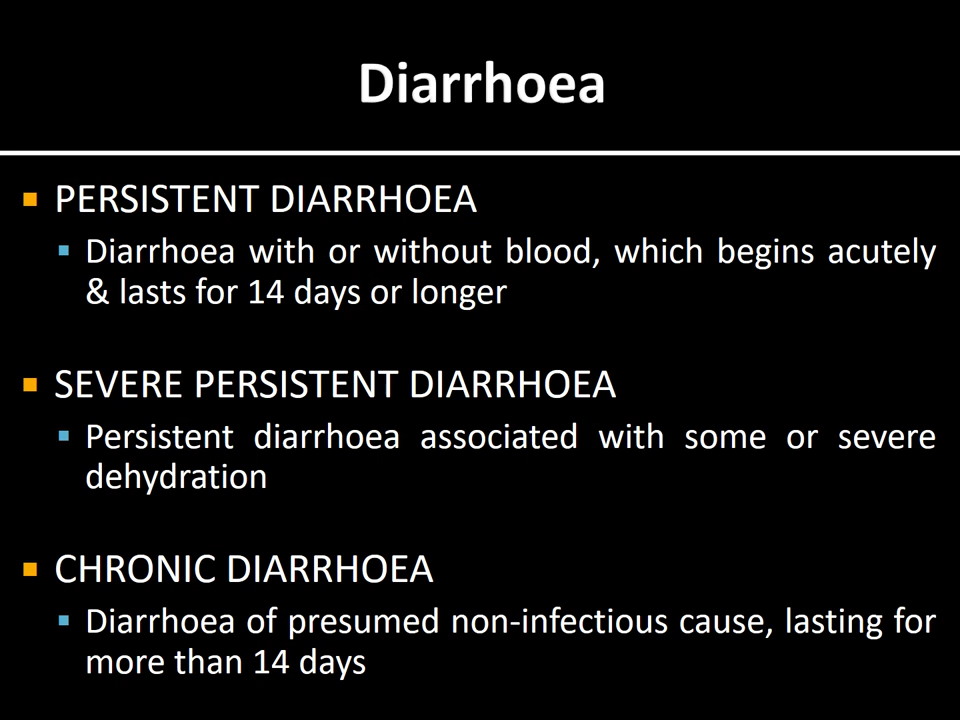 Diarrhoea
PERSISTENT DIARRHOEA
Diarrhoea with or without blood, which begins acutely
& lasts for 14 days or longer
SEVERE PERSISTENT DIARRHOEA
Persistent diarrhoea associated with some or severe
dehydration
CHRONIC DIARRHOEA
Diarrhoea of presumed non-infectious cause, lasting for
more than 14 days